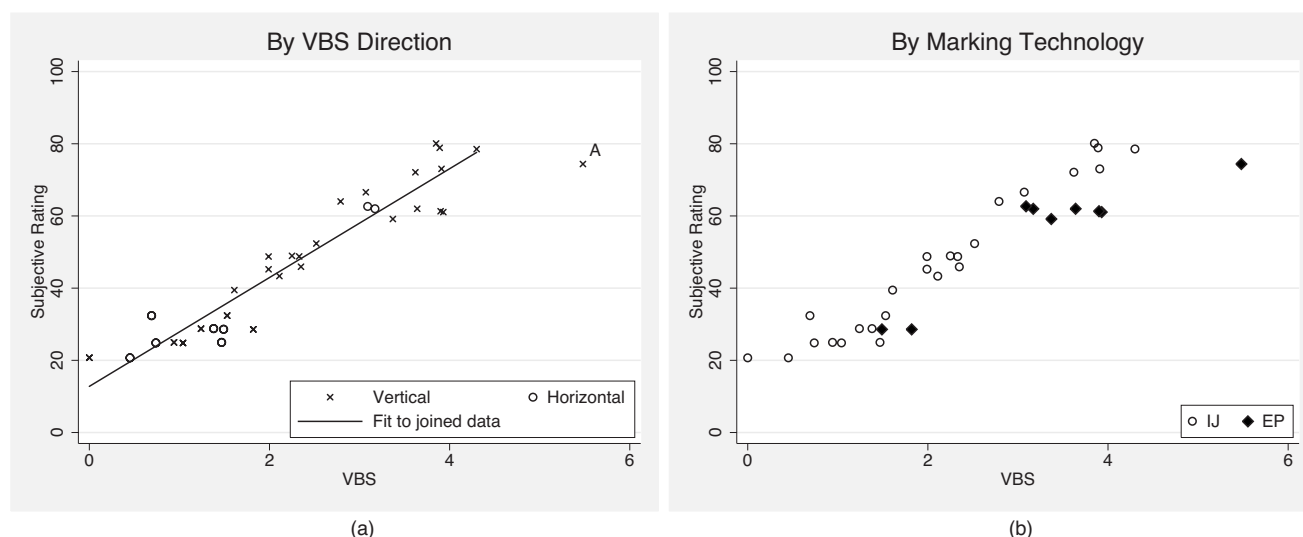 By VBS Direction
Subjective Rating
100
80
60
40
20
0
A
Vertical
Horizontal
Fit to joined data
0 2 4 6
VBS
(a)
By Marking Technology
Subjective Rating
100
80
60
40
20
0
IJ EP
0 2 4 6
VBS
(b)